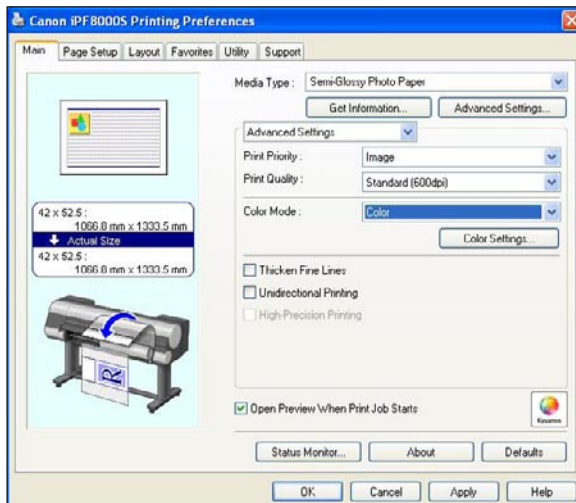 Canon iPF8000S Printing Preferences
Main Page Setup Layout Favorites Utility Support
Media Type : Semi-Glossy Photo Paper
Get Information... Advanced Settings...
Advanced Settings
Print Priority : Image
Print Quality : Standard (600dpi)
Color Mode : Color
Color Settings...
42 x 52.5 :
1066.8 mm x 1333.5 mm
Actual Size
42 x 52.5 :
1066.8 mm x 1333.5 mm
Thicken Fine Lines
Unidirectional Printing
High-Precision Printing
R
Open Preview When Print Job Starts
Kyuanos
Status Monitor... About Defaults
OK Cancel Apply Help